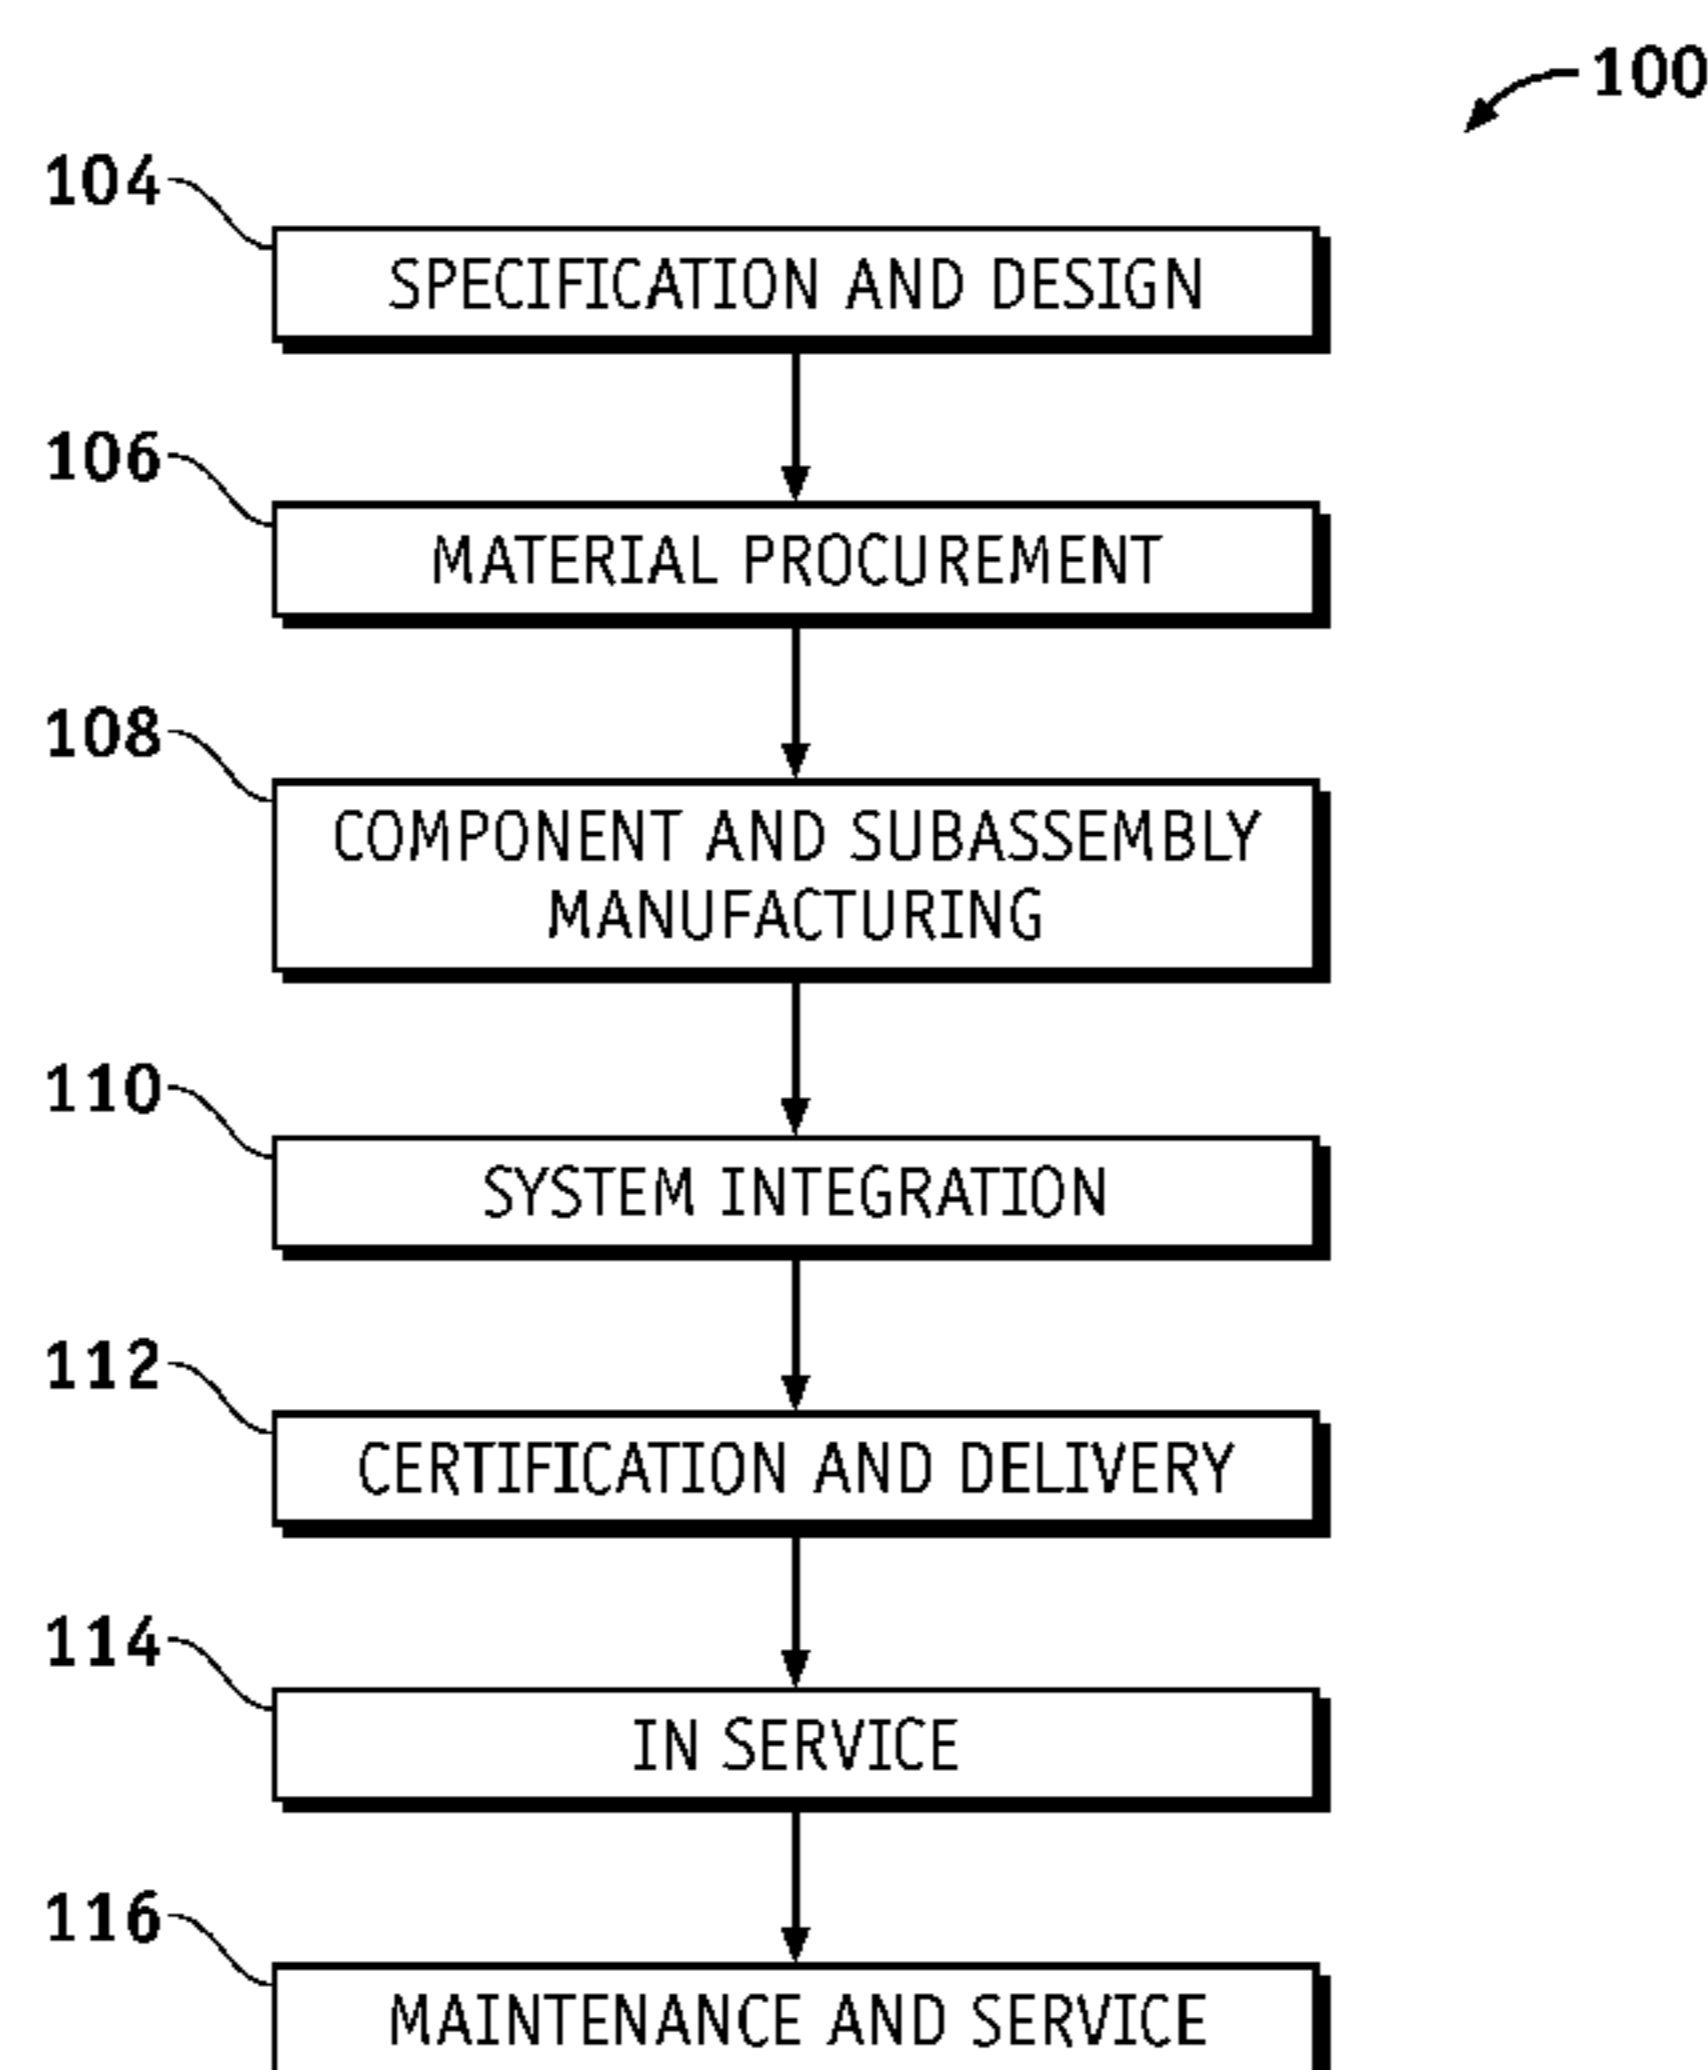 100
104
SPECIFICATION AND DESIGN
106
MATERIAL PROCUREMENT
108
COMPONENT AND SUBASSEMBLY
MANUFACTURING
110
SYSTEM INTEGRATION
112
CERTIFICATION AND DELIVERY
114
IN SERVICE
116
MAINTENANCE AND SERVICE